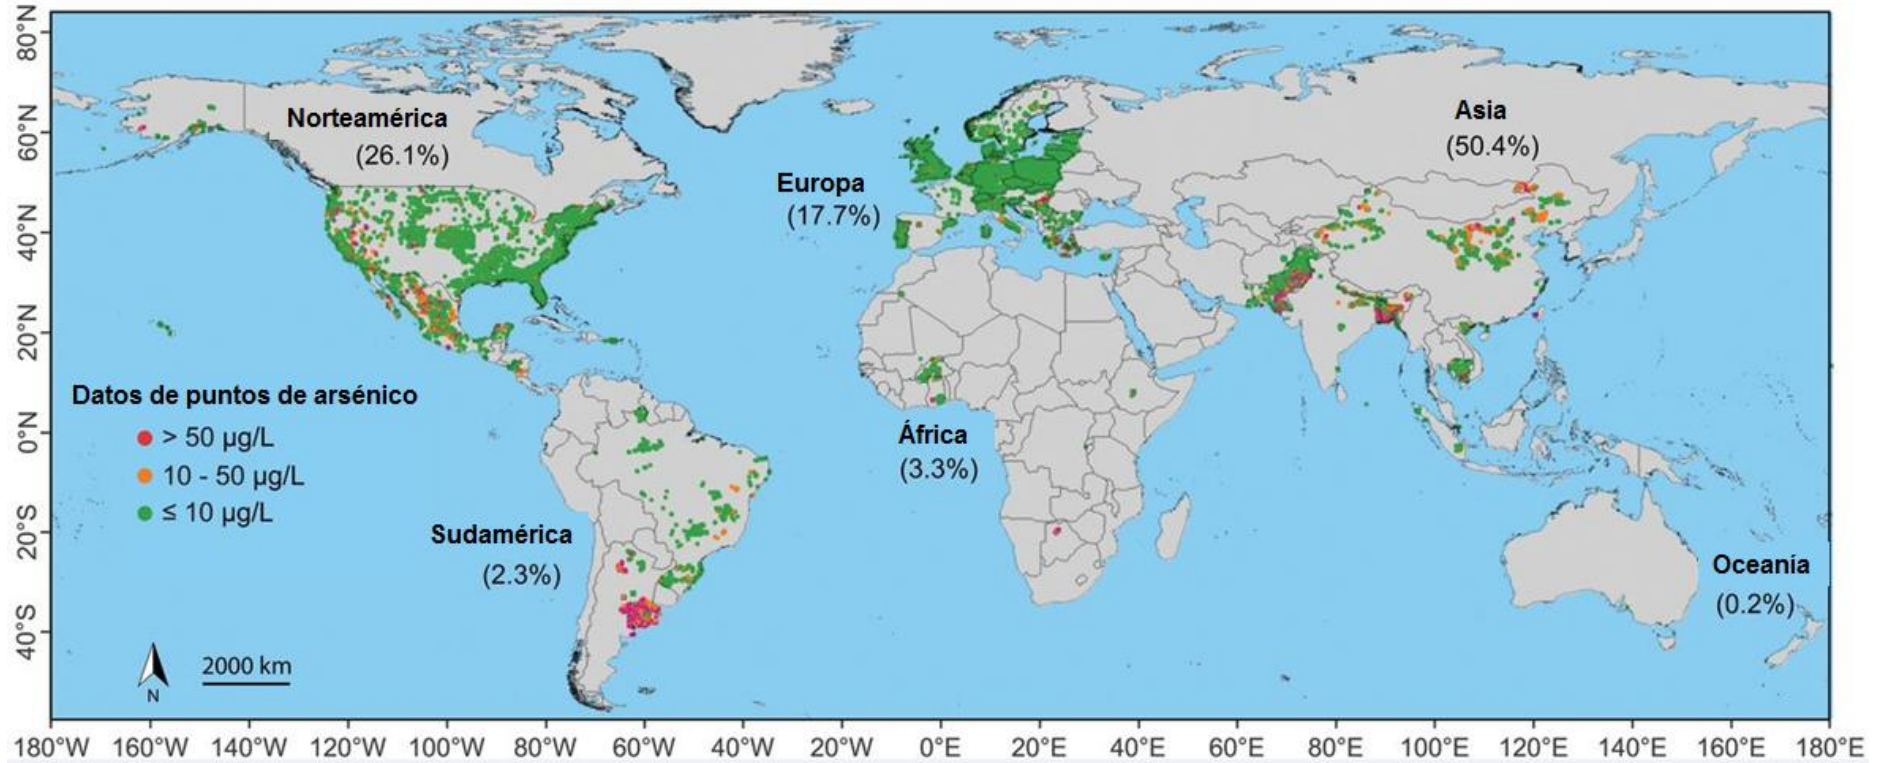 80°N
60°N
40°N
20°N
0°N
20°S
40°S
Norteamérica
(26.1%)
Europa
(17.7%)
Asia
(50.4%)
Datos de puntos de arsénico
> 50 µg/L
10 - 50 µg/L
≤ 10 µg/L
África
(3.3%)
Sudamérica
(2.3%)
Oceanía
(0.2%)
N
2000 km
180°W 160°W 140°W 120°W 100°W 80°W 60°W 40°W 20°W 0°E 20°E 40°E 60°E 80°E 100°E 120°E 140°E 160°E 180°E